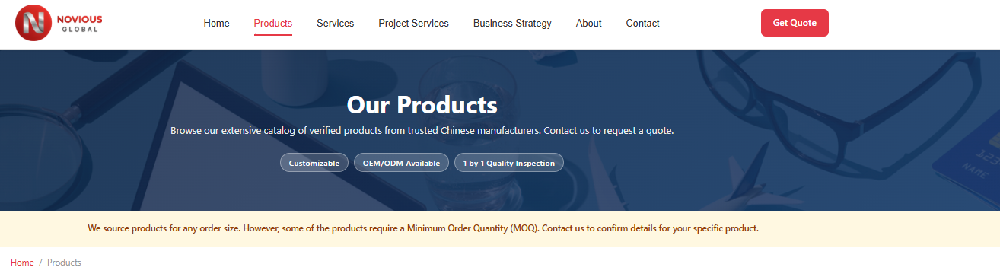 NOVIOUS
GLOBAL
Home Products Services Project Services Business Strategy About Contact
Get Quote
Our Products
Browse our extensive catalog of verified products from trusted Chinese manufacturers. Contact us to request a quote.
Customizable OEM/ODM Available 1 by 1 Quality Inspection
123
NAME
We source products for any order size. However, some of the products require a Minimum Order Quantity (MOQ). Contact us to confirm details for your specific product.
Home / Products